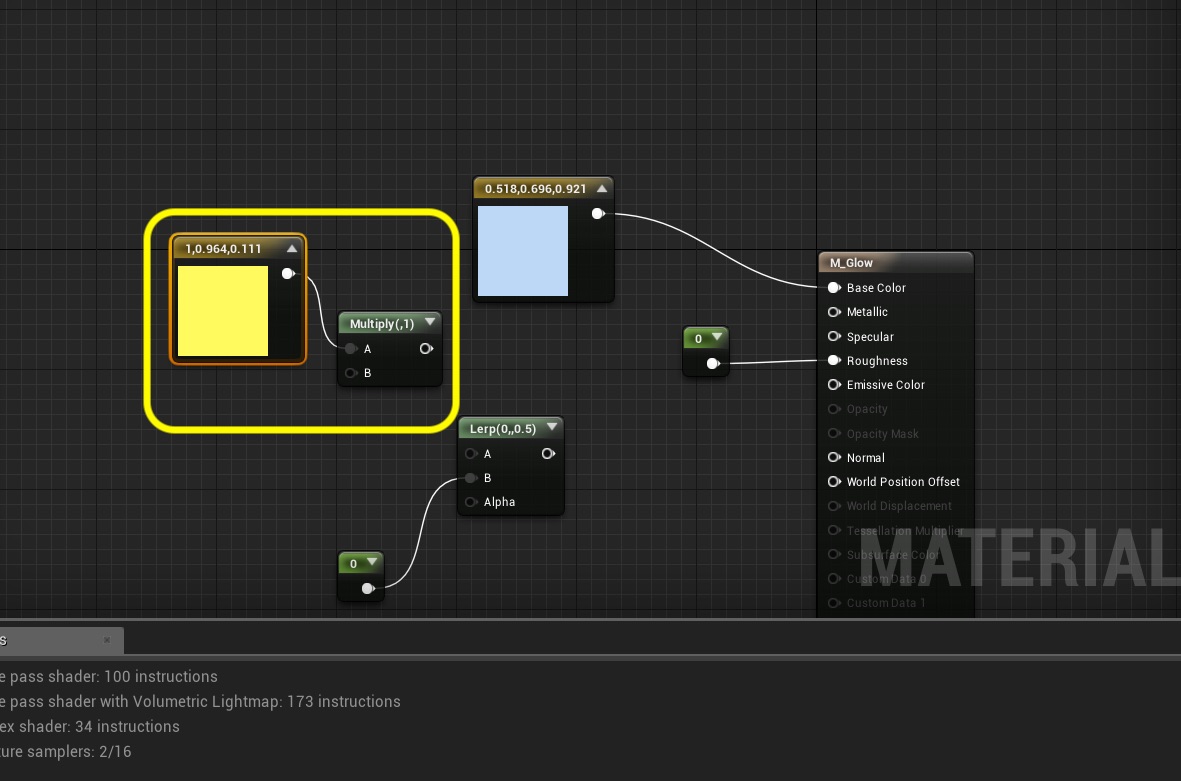 0.518,0.696,0.921
1,0.964,0.111
Multiply(,1)
A
B
M_Glow
Base Color
Metallic
Specular
0
Roughness
Emissive Color
Opacity
Opacity Mask
Normal
World Position Offset
World Displacement
Tessellation Multiplier
Subsurface Color
Custom Data 0
Custom Data 1
Lerp(0,,0.5)
A
B
Alpha
0
MATERIAL
s
e pass shader: 100 instructions
e pass shader with Volumetric Lightmap: 173 instructions
ex shader: 34 instructions
ure samplers: 2/16